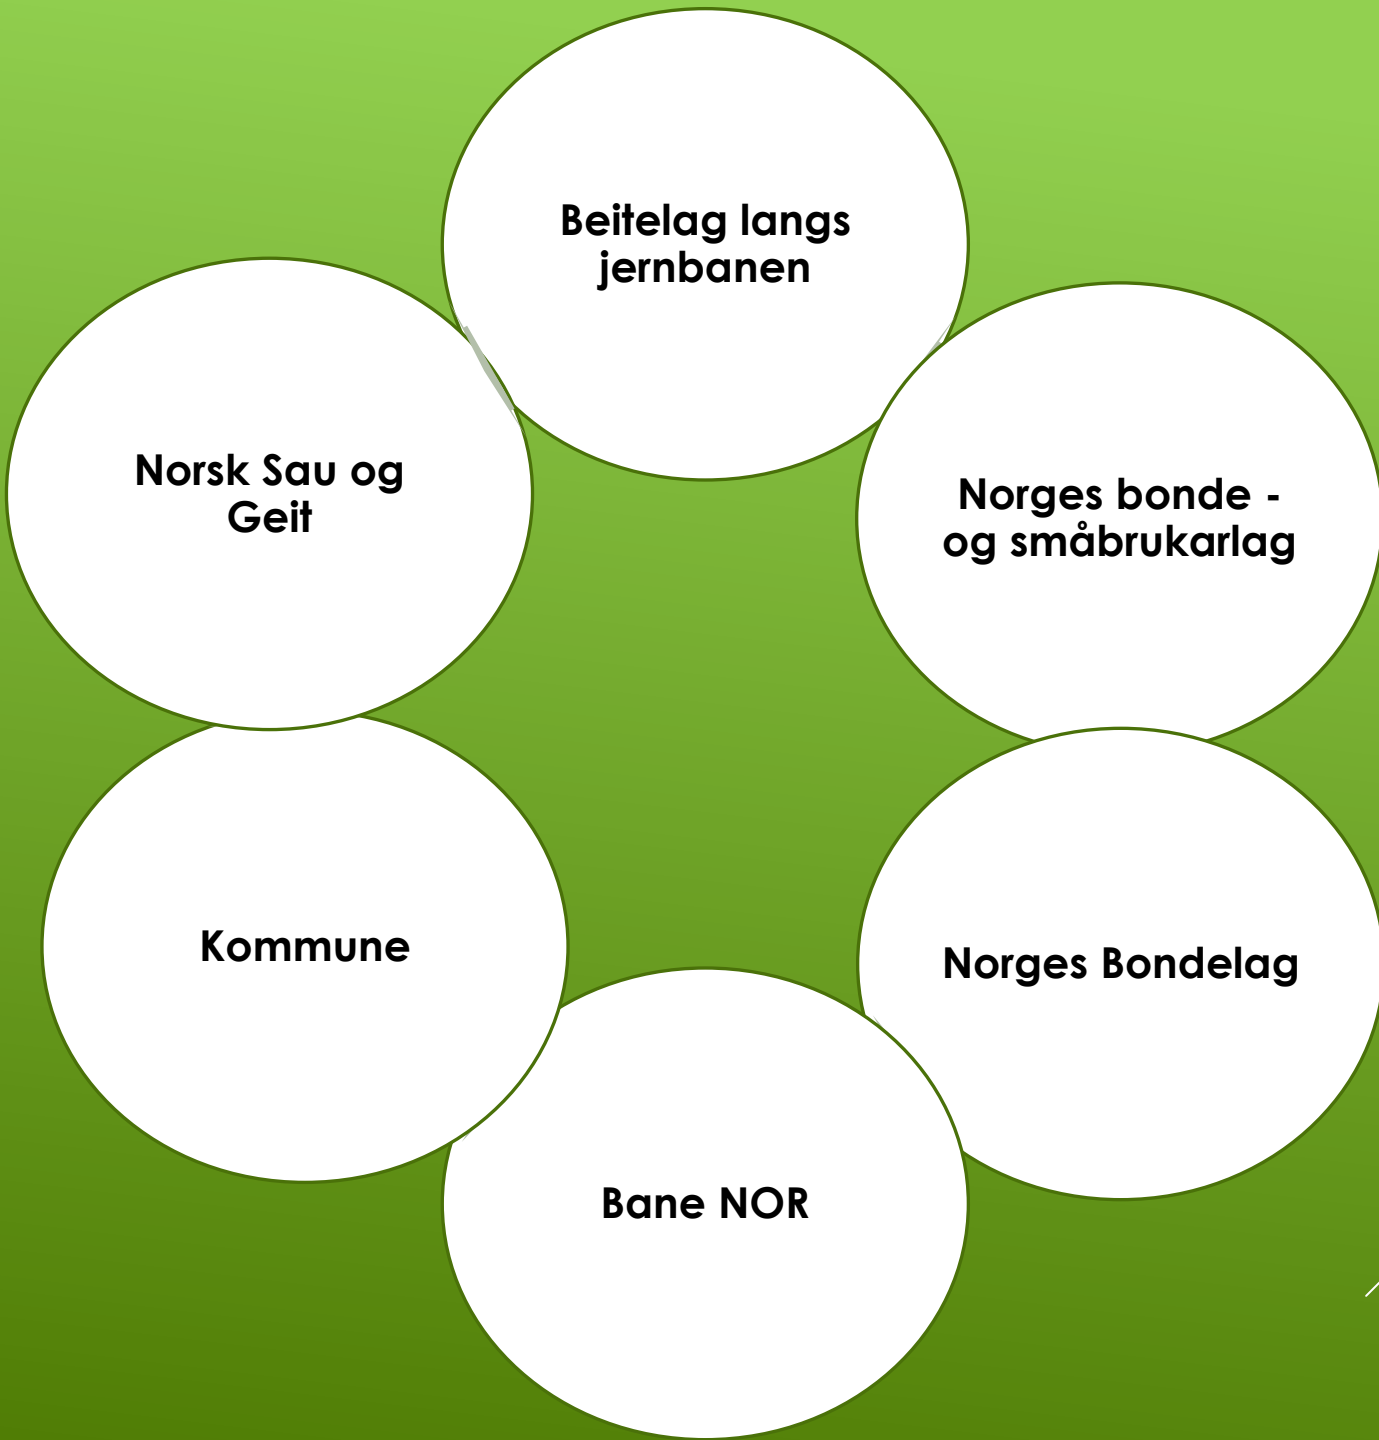 Beitelag langs
jernbanen
Norsk Sau og
Geit
Norges bonde -
og småbrukarlag
Kommune
Norges Bondelag
Bane NOR